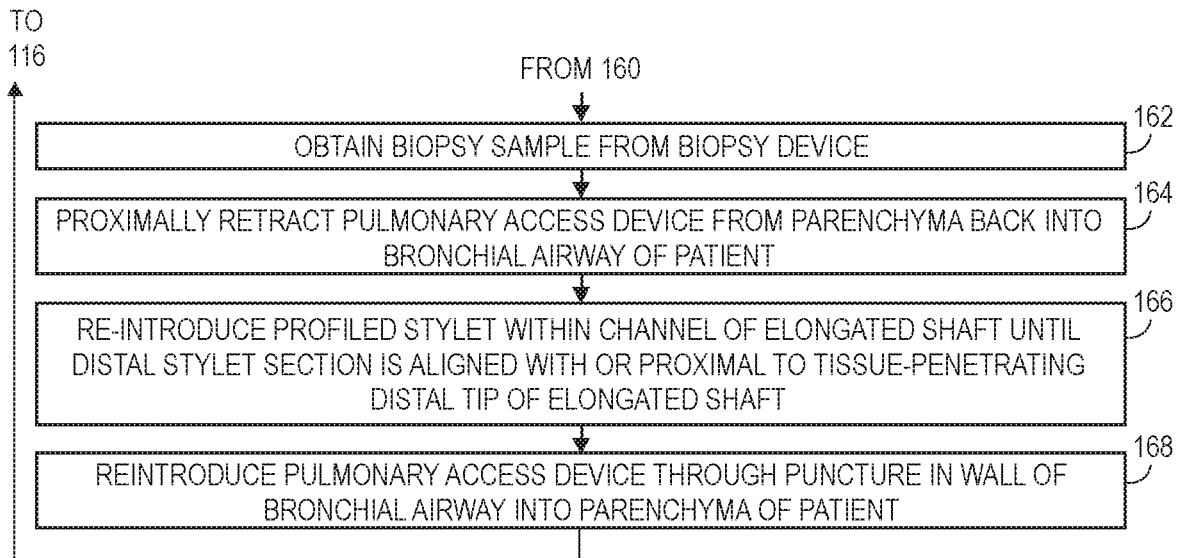 TO
116
FROM 160
162
OBTAIN BIOPSY SAMPLE FROM BIOPSY DEVICE
164
PROXIMALLY RETRACT PULMONARY ACCESS DEVICE FROM PARENCHYMA BACK INTO
BRONCHIAL AIRWAY OF PATIENT
166
RE-INTRODUCE PROFILED STYLET WITHIN CHANNEL OF ELONGATED SHAFT UNTIL
DISTAL STYLET SECTION IS ALIGNED WITH OR PROXIMAL TO TISSUE-PENETRATING
DISTAL TIP OF ELONGATED SHAFT
168
REINTRODUCE PULMONARY ACCESS DEVICE THROUGH PUNCTURE IN WALL OF
BRONCHIAL AIRWAY INTO PARENCHYMA OF PATIENT